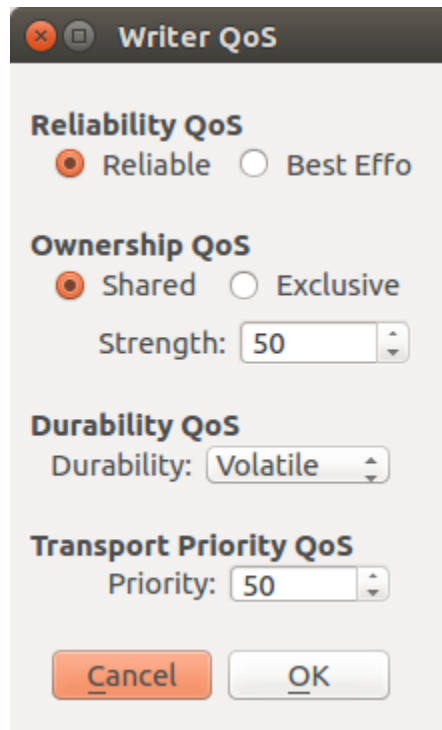 Writer QoS
Reliability QoS
Reliable Best Effo
Ownership QoS
Shared Exclusive
Strength: 50
Durability QoS
Durability: Volatile
Transport Priority QoS
Priority: 50
Cancel OK